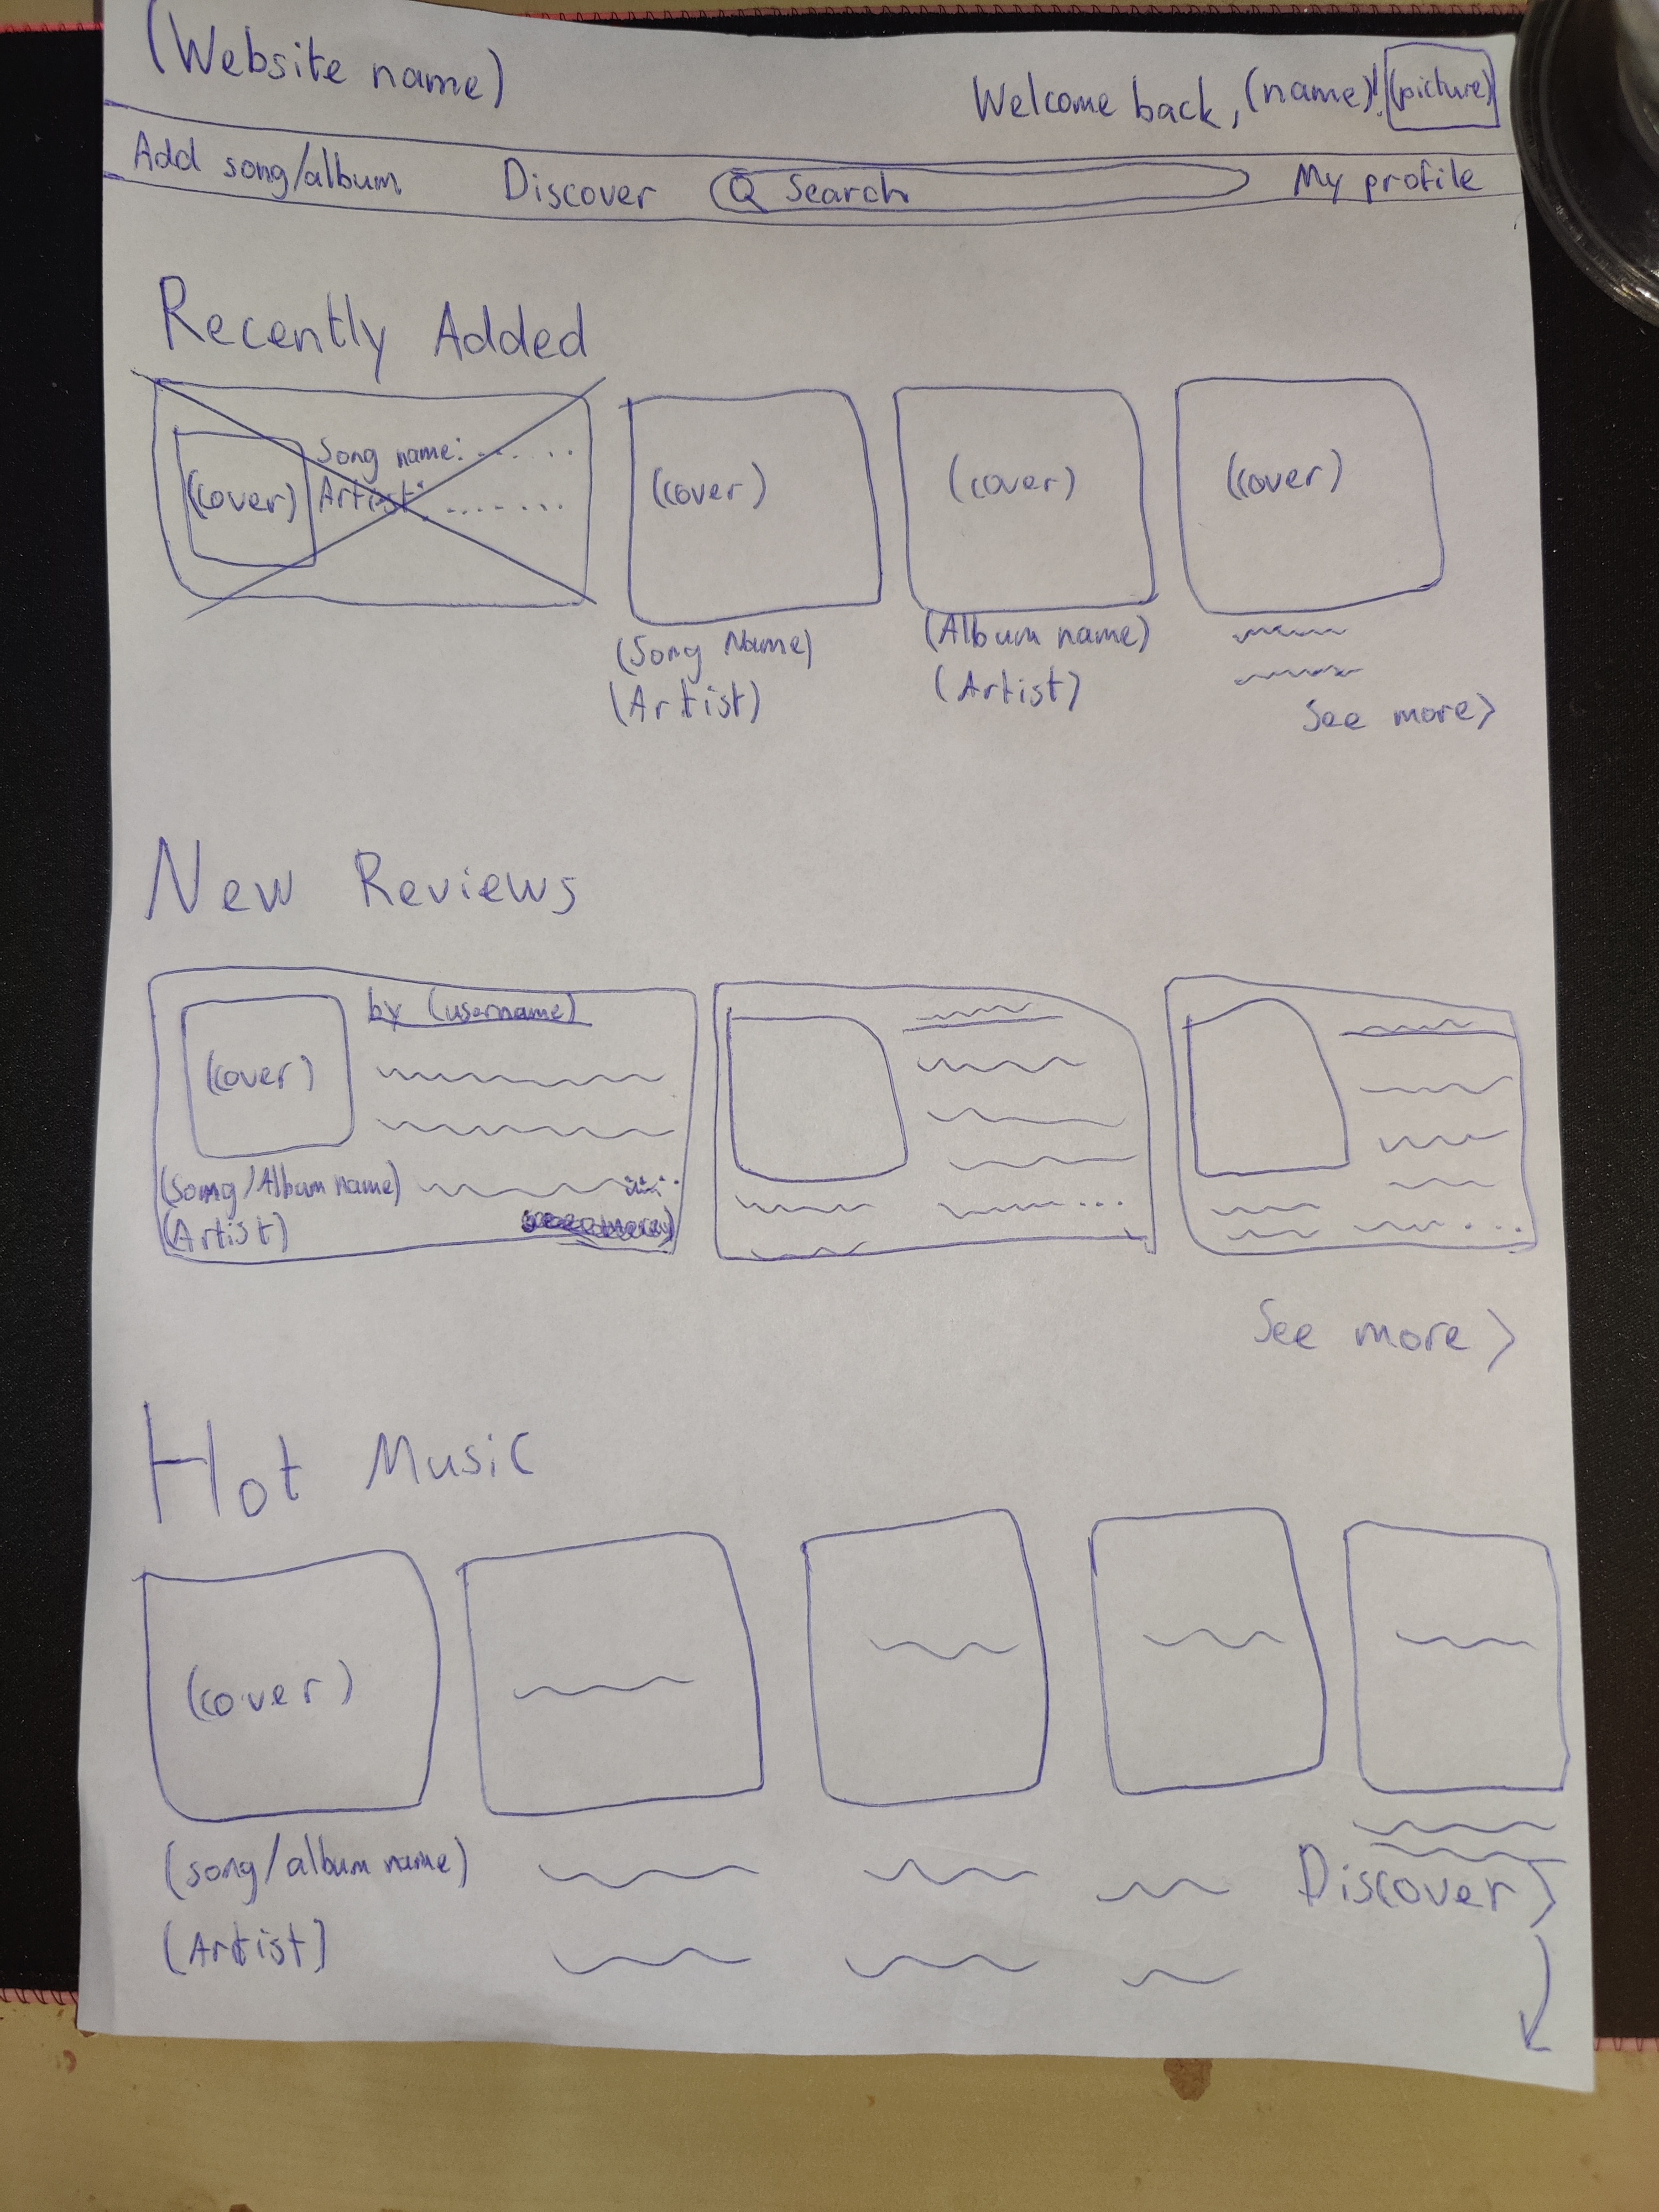 (Website name)
Welcome back, (name)! (picture)
Add song/album Discover Search My profile
Recently Added
(cover) Song name: ......
Artist: .......
(cover) (cover) (cover)
(Song Name) (Album name)
(Artist) (Artist)
See more >
New Reviews
by (username)
(cover)
(Song/Album name)
(Artist)
See more >
Hot Music
(cover)
(song/album name)
(Artist)
Discover >